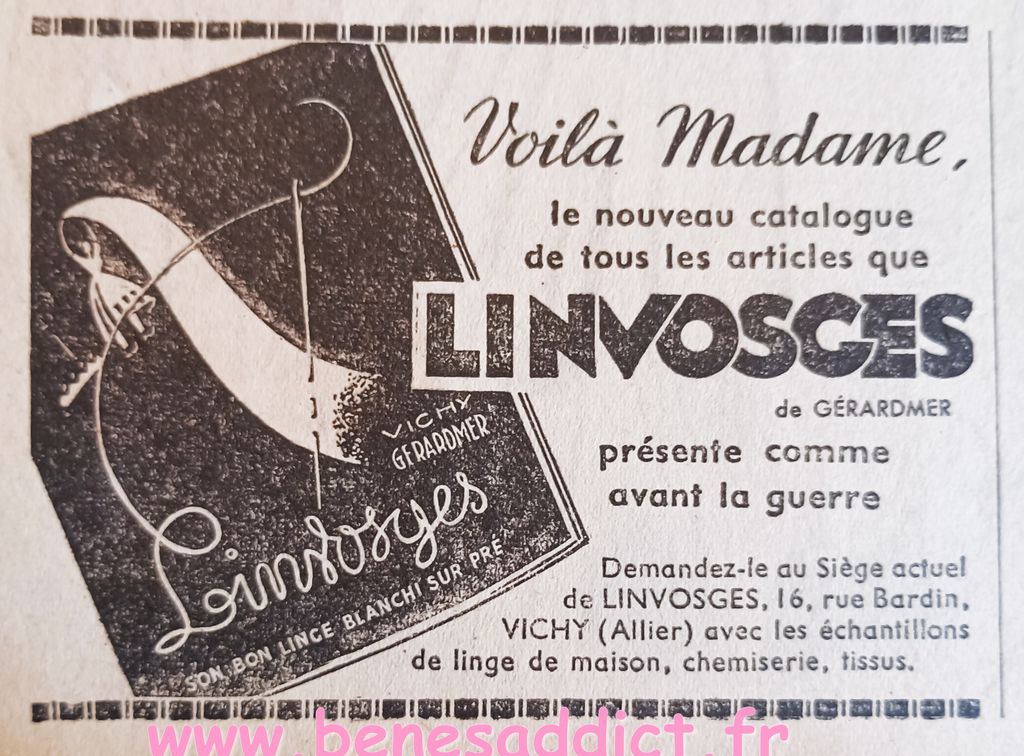 Voilà Madame,
le nouveau catalogue
de tous les articles que
LINVOSGES
de GÉRARDMER
présente comme
avant la guerre
Demandez-le au Siège actuel
de LINVOSGES, 16, rue Bardin,
VICHY (Allier) avec les échantillons
de linge de maison, chemiserie, tissus.
VICHY
GERARDMER
Linvosges
SON BON LINGE BLANCHI SUR PRÉ
www.benesaddict.fr